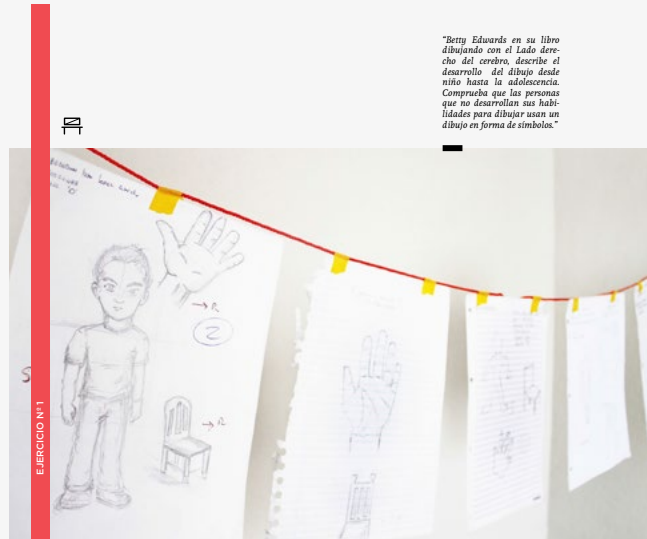 “Betty Edwards en su libro
dibujando con el Lado dere-
cho del cerebro, describe el
desarrollo del dibujo desde
niño hasta la adolescencia.
Comprueba que las personas
que no desarrollan sus habi-
lidades para dibujar usan un
dibujo en forma de símbolos.”
2
EJERCICIO Nº1